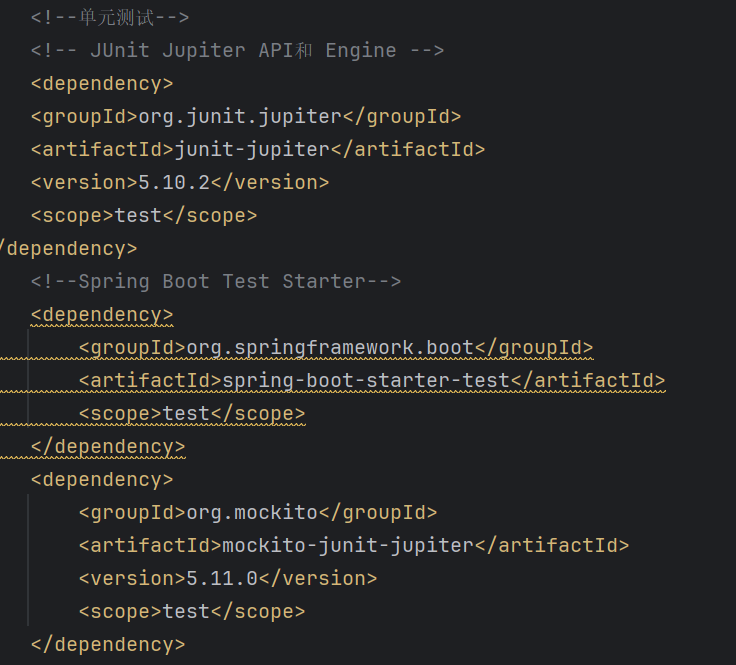 <!--单元测试-->
<!-- JUnit Jupiter API和 Engine -->
<dependency>
<groupId>org.junit.jupiter</groupId>
<artifactId>junit-jupiter</artifactId>
<version>5.10.2</version>
<scope>test</scope>
/dependency>
<!--Spring Boot Test Starter-->
<dependency>
<groupId>org.springframework.boot</groupId>
<artifactId>spring-boot-starter-test</artifactId>
<scope>test</scope>
</dependency>
<dependency>
<groupId>org.mockito</groupId>
<artifactId>mockito-junit-jupiter</artifactId>
<version>5.11.0</version>
<scope>test</scope>
</dependency>